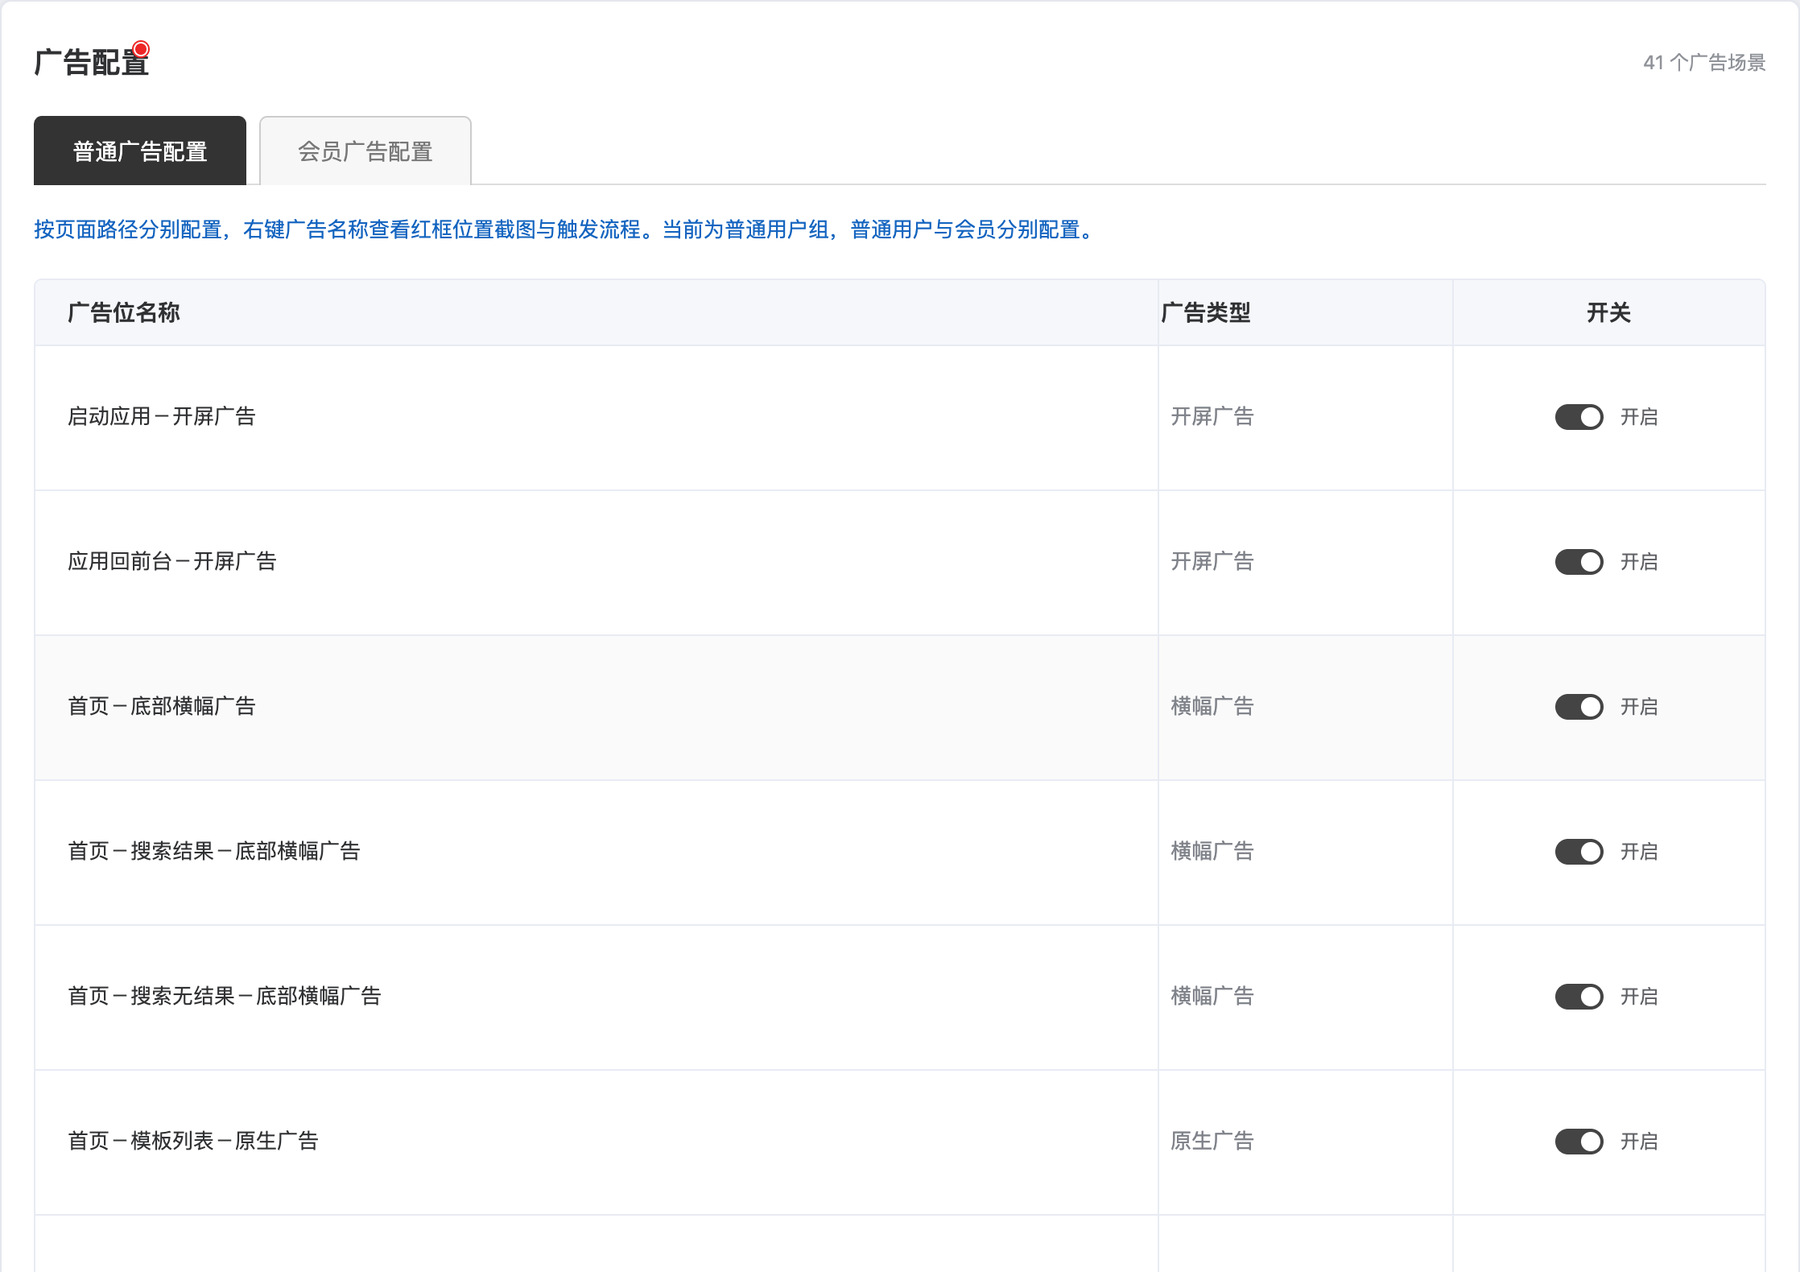 广告配置
41 个广告场景
普通广告配置
会员广告配置
按页面路径分别配置，右键广告名称查看红框位置截图与触发流程。当前为普通用户组，普通用户与会员分别配置。
广告位名称 广告类型 开关
启动应用－开屏广告 开屏广告 开启
应用回前台－开屏广告 开屏广告 开启
首页－底部横幅广告 横幅广告 开启
首页－搜索结果－底部横幅广告 横幅广告 开启
首页－搜索无结果－底部横幅广告 横幅广告 开启
首页－模板列表－原生广告 原生广告 开启